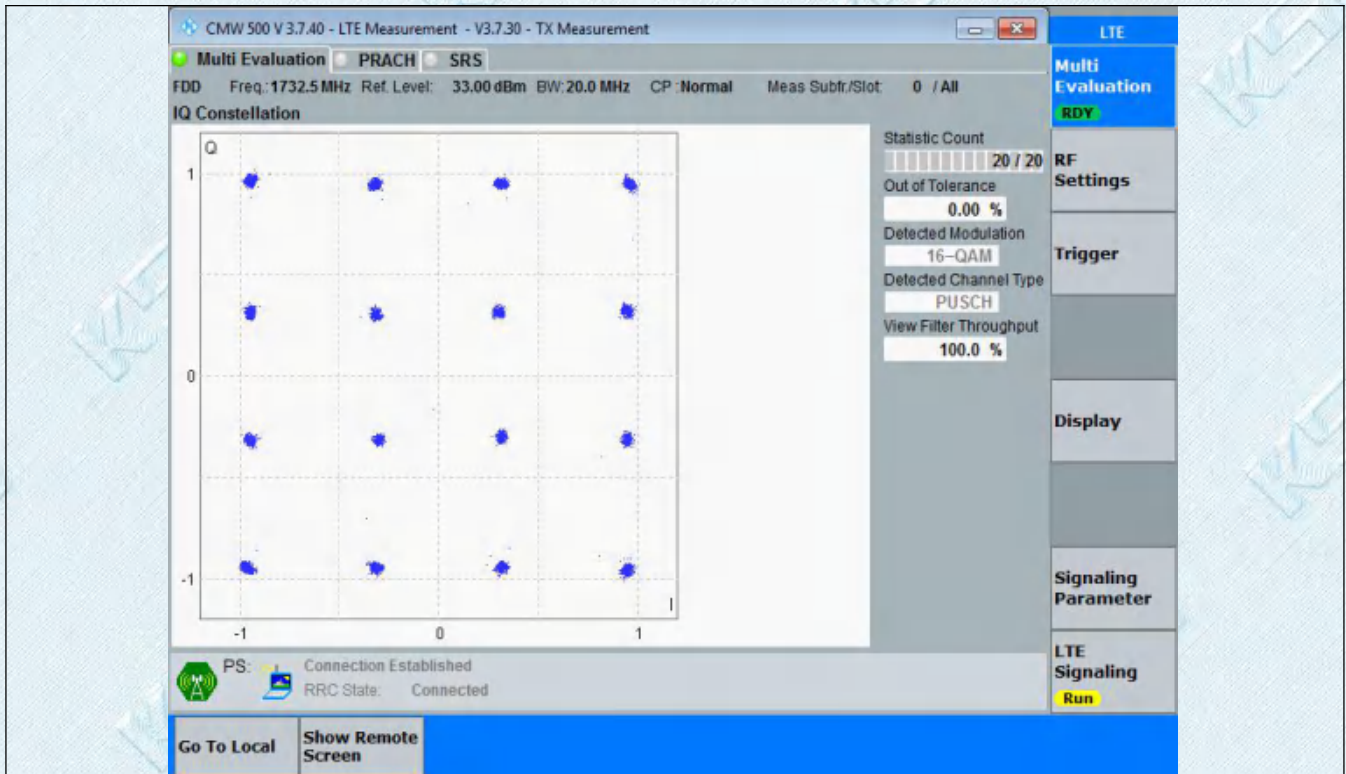 CMW 500 V 3.7.40 - LTE Measurement - V3.7.30 - TX Measurement
Multi Evaluation PRACH SRS
FDD Freq.:1732.5 MHz Ref. Level: 33.00 dBm BW:20.0 MHz CP :Normal Meas Subfr./Slot: 0 / All
IQ Constellation
Q
1
0
-1
-1 0 1
I
Statistic Count
20 / 20
Out of Tolerance
0.00 %
Detected Modulation
16-QAM
Detected Channel Type
PUSCH
View Filter Throughput
100.0 %
LTE
Multi
Evaluation
RDY
RF
Settings
Trigger
Display
Signaling
Parameter
LTE
Signaling
Run
PS: Connection Established
RRC State: Connected
Go To Local
Show Remote
Screen